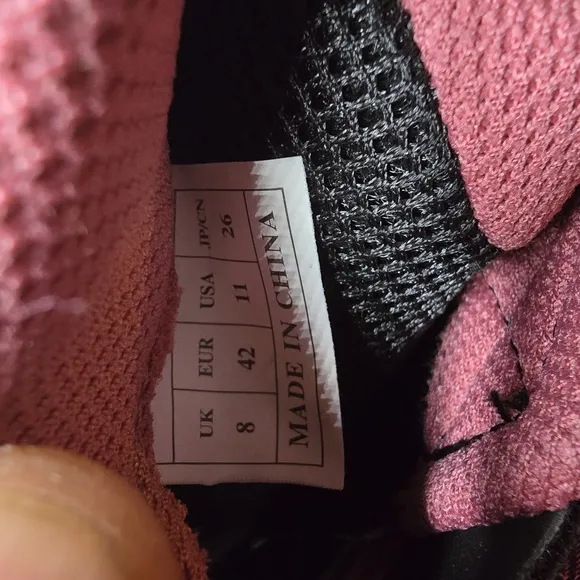 UK EUR USA JP/CN
8 42 11 26
MADE IN CHINA